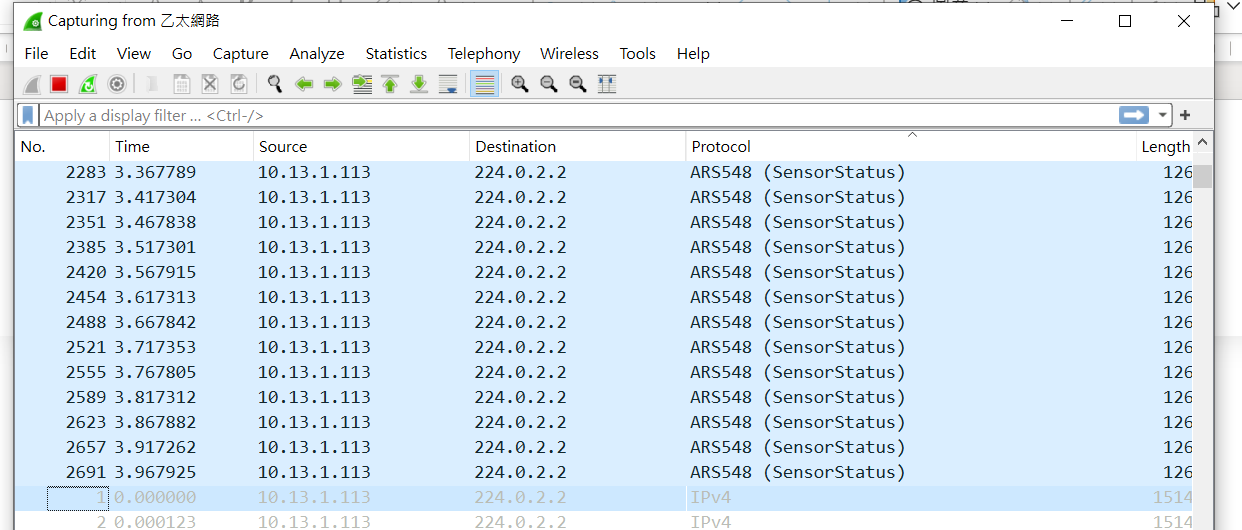 Capturing from 乙太網路
File Edit View Go Capture Analyze Statistics Telephony Wireless Tools Help
Apply a display filter ... <Ctrl-/>
No. Time Source Destination Protocol Length
2283 3.367789 10.13.1.113 224.0.2.2 ARS548 (SensorStatus) 126
2317 3.417304 10.13.1.113 224.0.2.2 ARS548 (SensorStatus) 126
2351 3.467838 10.13.1.113 224.0.2.2 ARS548 (SensorStatus) 126
2385 3.517301 10.13.1.113 224.0.2.2 ARS548 (SensorStatus) 126
2420 3.567915 10.13.1.113 224.0.2.2 ARS548 (SensorStatus) 126
2454 3.617313 10.13.1.113 224.0.2.2 ARS548 (SensorStatus) 126
2488 3.667842 10.13.1.113 224.0.2.2 ARS548 (SensorStatus) 126
2521 3.717353 10.13.1.113 224.0.2.2 ARS548 (SensorStatus) 126
2555 3.767805 10.13.1.113 224.0.2.2 ARS548 (SensorStatus) 126
2589 3.817312 10.13.1.113 224.0.2.2 ARS548 (SensorStatus) 126
2623 3.867882 10.13.1.113 224.0.2.2 ARS548 (SensorStatus) 126
2657 3.917262 10.13.1.113 224.0.2.2 ARS548 (SensorStatus) 126
2691 3.967925 10.13.1.113 224.0.2.2 ARS548 (SensorStatus) 126
1 0.000000 10.13.1.113 224.0.2.2 IPv4 1514
2 0.000123 10.13.1.113 224.0.2.2 IPv4 1514